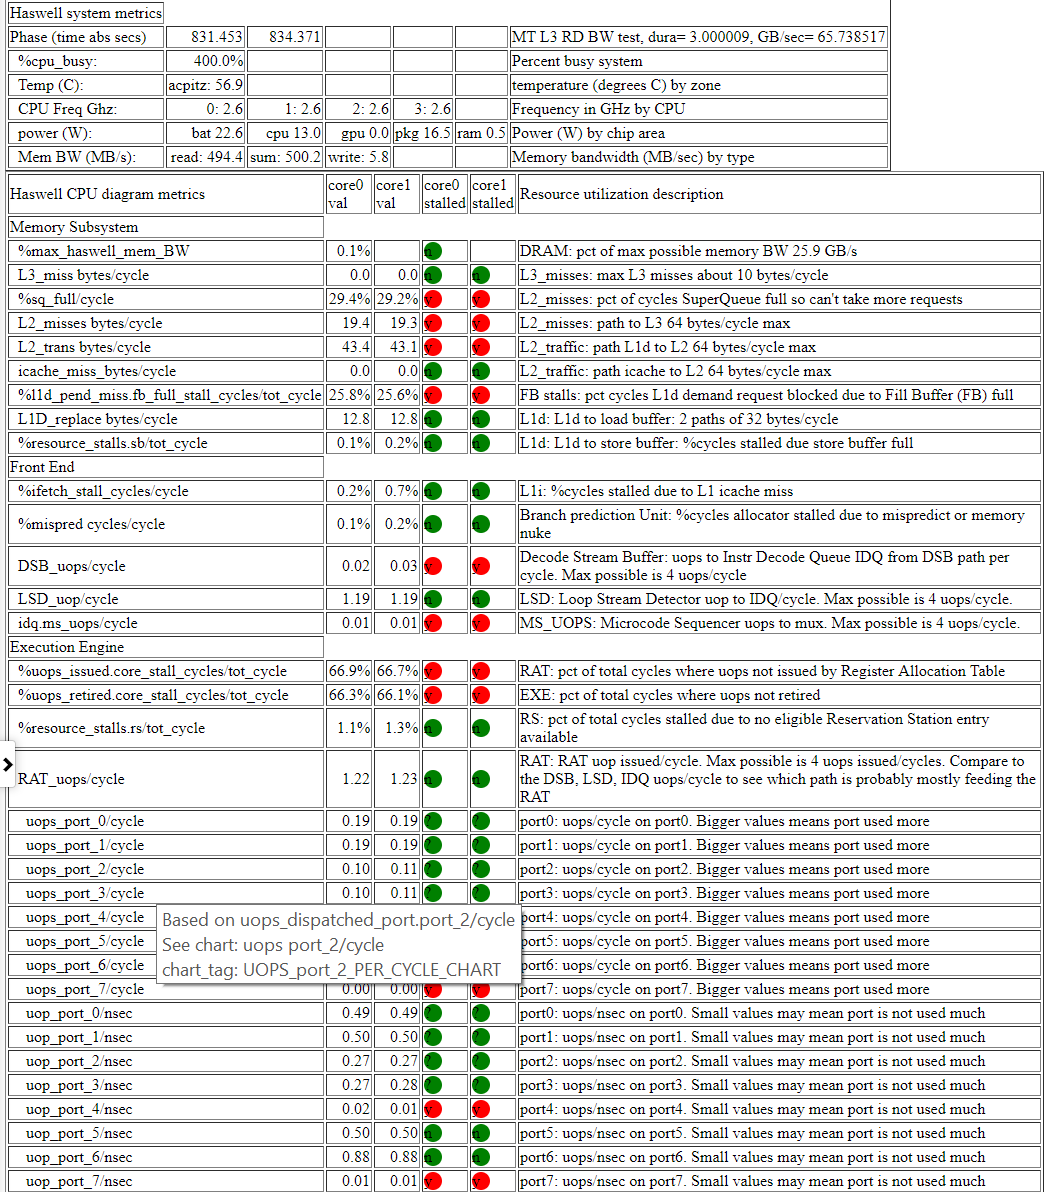 Haswell system metrics
Phase (time abs secs) 831.453 834.371 MT L3 RD BW test, dura= 3.000009, GB/sec= 65.738517
%cpu_busy: 400.0% Percent busy system
Temp (C): acpitz: 56.9 temperature (degrees C) by zone
CPU Freq Ghz: 0: 2.6 1: 2.6 2: 2.6 3: 2.6 Frequency in GHz by CPU
power (W): bat 22.6 cpu 13.0 gpu 0.0 pkg 16.5 ram 0.5 Power (W) by chip area
Mem BW (MB/s): read: 494.4 sum: 500.2 write: 5.8 Memory bandwidth (MB/sec) by type
Haswell CPU diagram metrics core0 val core1 val core0 stalled core1 stalled Resource utilization description
Memory Subsystem
%max_haswell_mem_BW 0.1% n DRAM: pct of max possible memory BW 25.9 GB/s
L3_miss bytes/cycle 0.0 0.0 n n L3_misses: max L3 misses about 10 bytes/cycle
%sq_full/cycle 29.4% 29.2% y y L2_misses: pct of cycles SuperQueue full so can't take more requests
L2_misses bytes/cycle 19.4 19.3 y y L2_misses: path to L3 64 bytes/cycle max
L2_trans bytes/cycle 43.4 43.1 y y L2_traffic: path L1d to L2 64 bytes/cycle max
icache_miss_bytes/cycle 0.0 0.0 n n L2_traffic: path icache to L2 64 bytes/cycle max
%l1d_pend_miss.fb_full_stall_cycles/tot_cycle 25.8% 25.6% y y FB stalls: pct cycles L1d demand request blocked due to Fill Buffer (FB) full
L1D_replace bytes/cycle 12.8 12.8 n n L1d: L1d to load buffer: 2 paths of 32 bytes/cycle
%resource_stalls.sb/tot_cycle 0.1% 0.2% n n L1d: L1d to store buffer: %cycles stalled due store buffer full
Front End
%ifetch_stall_cycles/cycle 0.2% 0.7% n n L1i: %cycles stalled due to L1 icache miss
%mispred cycles/cycle 0.1% 0.2% n n Branch prediction Unit: %cycles allocator stalled due to mispredict or memory
nuke
DSB_uops/cycle 0.02 0.03 y y Decode Stream Buffer: uops to Instr Decode Queue IDQ from DSB path per
cycle. Max possible is 4 uops/cycle
LSD_uop/cycle 1.19 1.19 n n LSD: Loop Stream Detector uop to IDQ/cycle. Max possible is 4 uops/cycle.
idq.ms_uops/cycle 0.01 0.01 y y MS_UOPS: Microcode Sequencer uops to mux. Max possible is 4 uops/cycle.
Execution Engine
%uops_issued.core_stall_cycles/tot_cycle 66.9% 66.7% y y RAT: pct of total cycles where uops not issued by Register Allocation Table
%uops_retired.core_stall_cycles/tot_cycle 66.3% 66.1% y y EXE: pct of total cycles where uops not retired
%resource_stalls.rs/tot_cycle 1.1% 1.3% n n RS: pct of total cycles stalled due to no eligible Reservation Station entry
available
RAT_uops/cycle 1.22 1.23 n n RAT: RAT uop issued/cycle. Max possible is 4 uops issued/cycles. Compare to
the DSB, LSD, IDQ uops/cycle to see which path is probably mostly feeding the
RAT
uops_port_0/cycle 0.19 0.19 ? ? port0: uops/cycle on port0. Bigger values means port used more
uops_port_1/cycle 0.19 0.19 ? ? port1: uops/cycle on port1. Bigger values means port used more
uops_port_2/cycle 0.10 0.11 ? ? port2: uops/cycle on port2. Bigger values means port used more
uops_port_3/cycle 0.10 0.11 ? ? port3: uops/cycle on port3. Bigger values means port used more
uops_port_4/cycle port4: uops/cycle on port4. Bigger values means port used more
uops_port_5/cycle port5: uops/cycle on port5. Bigger values means port used more
uops_port_6/cycle port6: uops/cycle on port6. Bigger values means port used more
Based on uops_dispatched_port.port_2/cycle
See chart: uops port_2/cycle
chart_tag: UOPS_port_2_PER_CYCLE_CHART
uops_port_7/cycle 0.00 0.00 y y port7: uops/cycle on port7. Bigger values means port used more
uop_port_0/nsec 0.49 0.49 ? ? port0: uops/nsec on port0. Small values may mean port is not used much
uop_port_1/nsec 0.50 0.50 ? ? port1: uops/nsec on port1. Small values may mean port is not used much
uop_port_2/nsec 0.27 0.27 ? ? port2: uops/nsec on port2. Small values may mean port is not used much
uop_port_3/nsec 0.27 0.28 ? ? port3: uops/nsec on port3. Small values may mean port is not used much
uop_port_4/nsec 0.02 0.01 y y port4: uops/nsec on port4. Small values may mean port is not used much
uop_port_5/nsec 0.50 0.50 n n port5: uops/nsec on port5. Small values may mean port is not used much
uop_port_6/nsec 0.88 0.88 n n port6: uops/nsec on port6. Small values may mean port is not used much
uop_port_7/nsec 0.01 0.01 y y port7: uops/nsec on port7. Small values may mean port is not used much